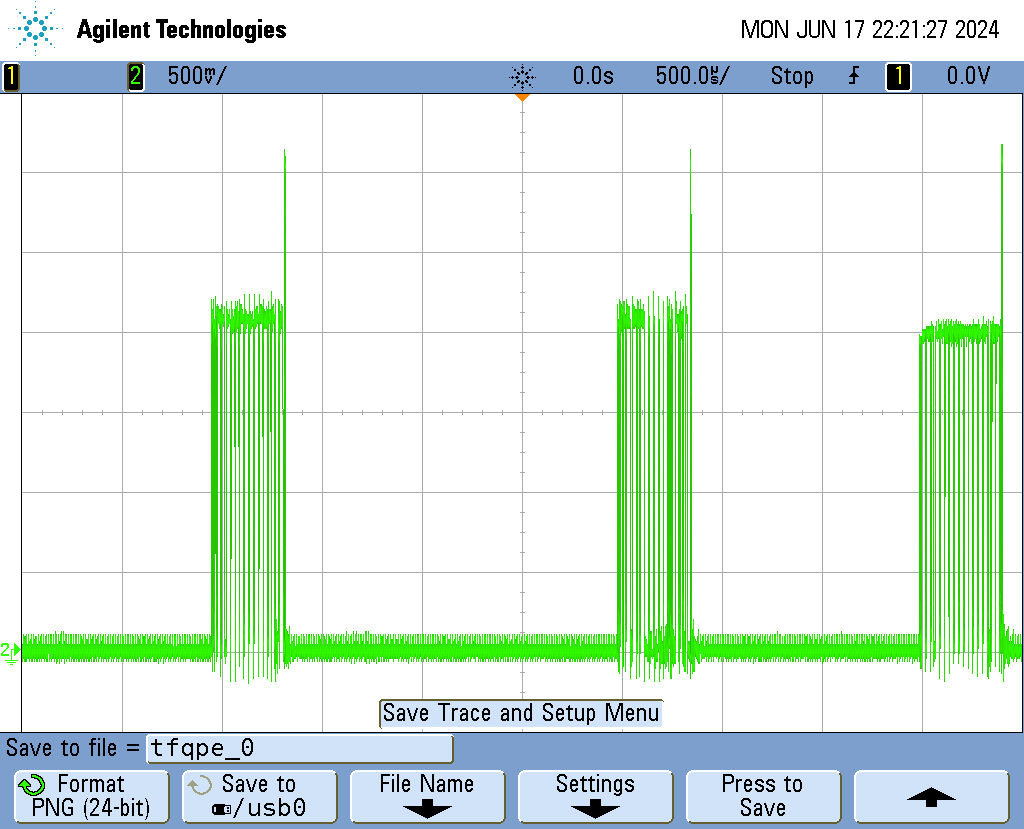 Agilent Technologies MON JUN 17 22:21:27 2024
1 2 500mV/ 0.0s 500.0us/ Stop 1 0.0V
2
Save Trace and Setup Menu
Save to file = tfqpe_0
Format Save to File Name Settings Press to
PNG (24-bit) /usb0 Save